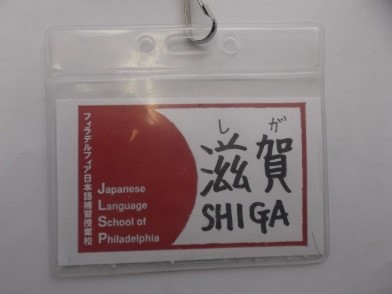 フィラデルフィア日本語補習授業校
Japanese
Language
School of
Philadelphia
しが
滋賀
SHIGA